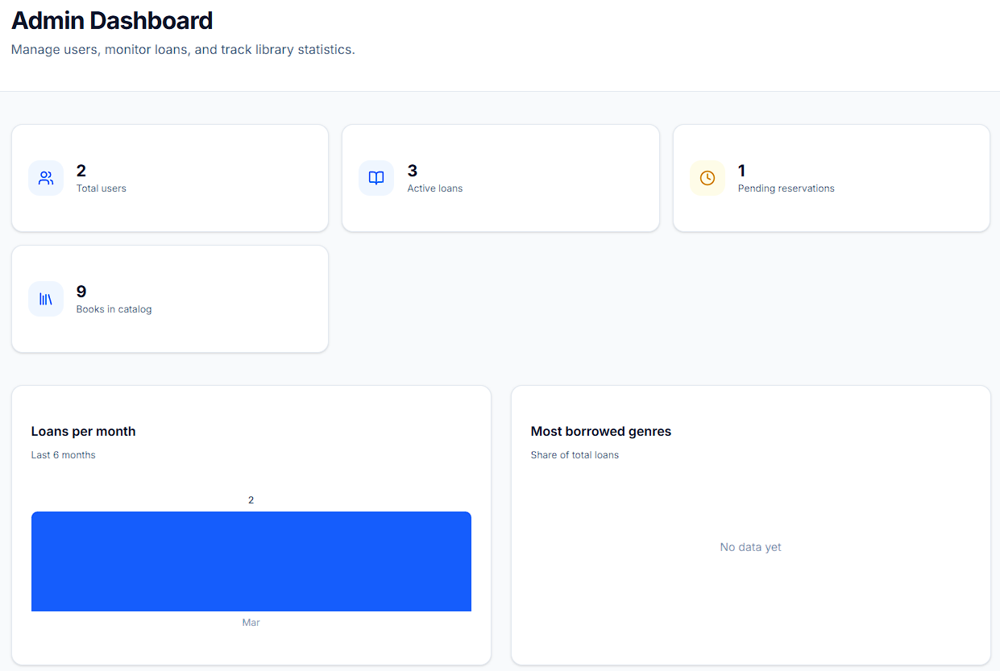 Admin Dashboard
Manage users, monitor loans, and track library statistics.
2
Total users
3
Active loans
1
Pending reservations
9
Books in catalog
Loans per month
Last 6 months
2
Mar
Most borrowed genres
Share of total loans
No data yet